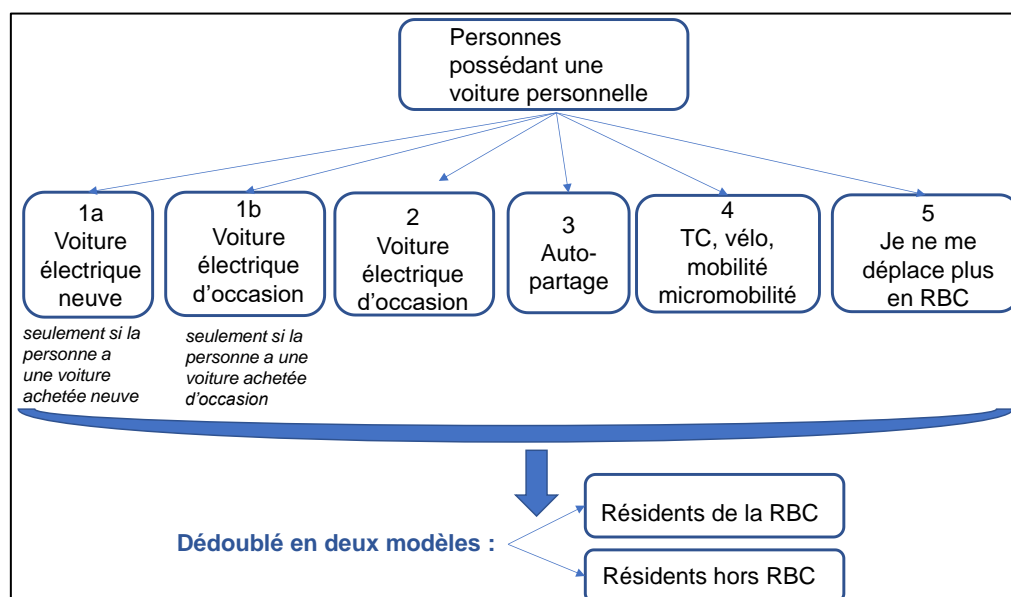 Personnes
possédant une
voiture personnelle
1a
Voiture
électrique
neuve
1b
Voiture
électrique
d’occasion
2
Voiture
électrique
d’occasion
3
Auto-
partage
4
TC, vélo,
mobilité
micromobilité
5
Je ne me
déplace plus
en RBC
seulement si la
personne a
une voiture
achetée neuve
seulement si la
personne a une
voiture achetée
d’occasion
Dédoublé en deux modèles :
Résidents de la RBC
Résidents hors RBC